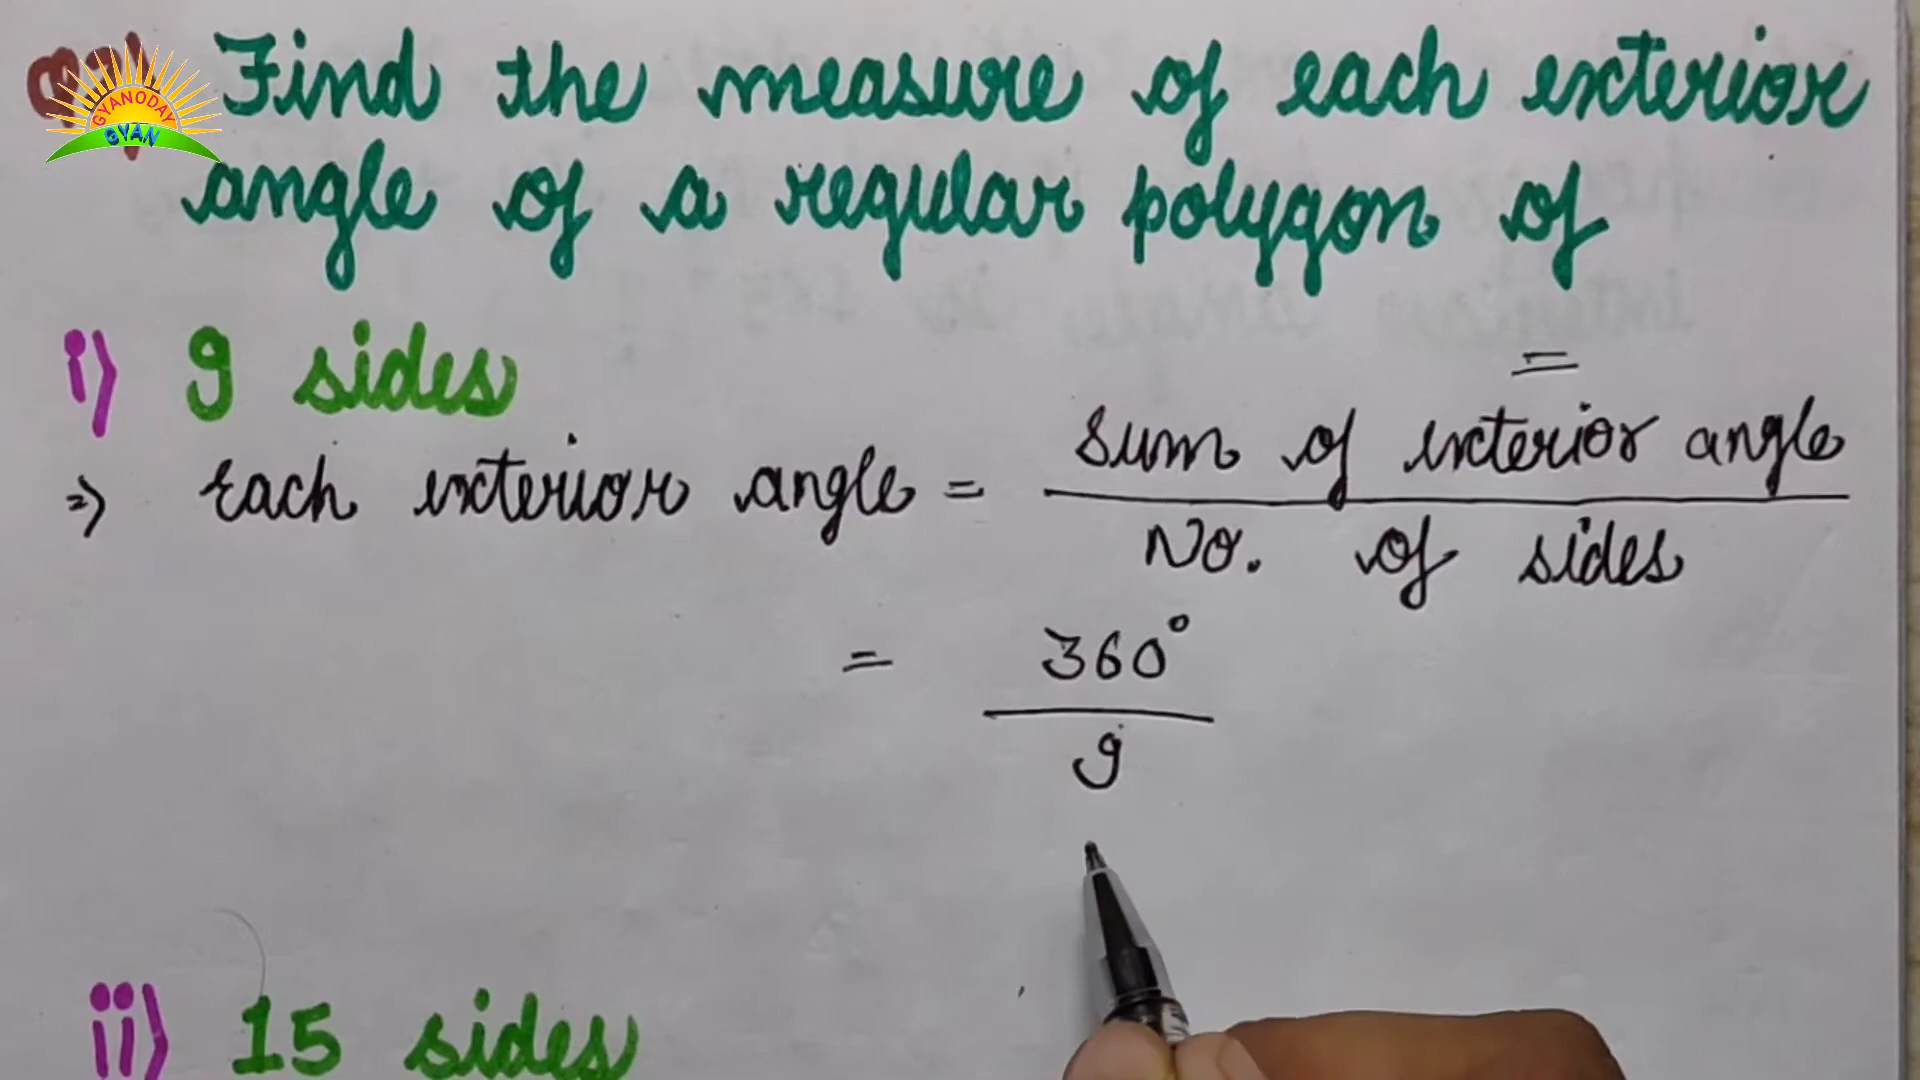 GYANODAY
GYAN
Find the measure of each exterior
angle of a regular polygon of
i) 9 sides
=
⇒ Each exterior angle = Sum of exterior angle
No. of sides
= 360°
9
ii) 15 sides